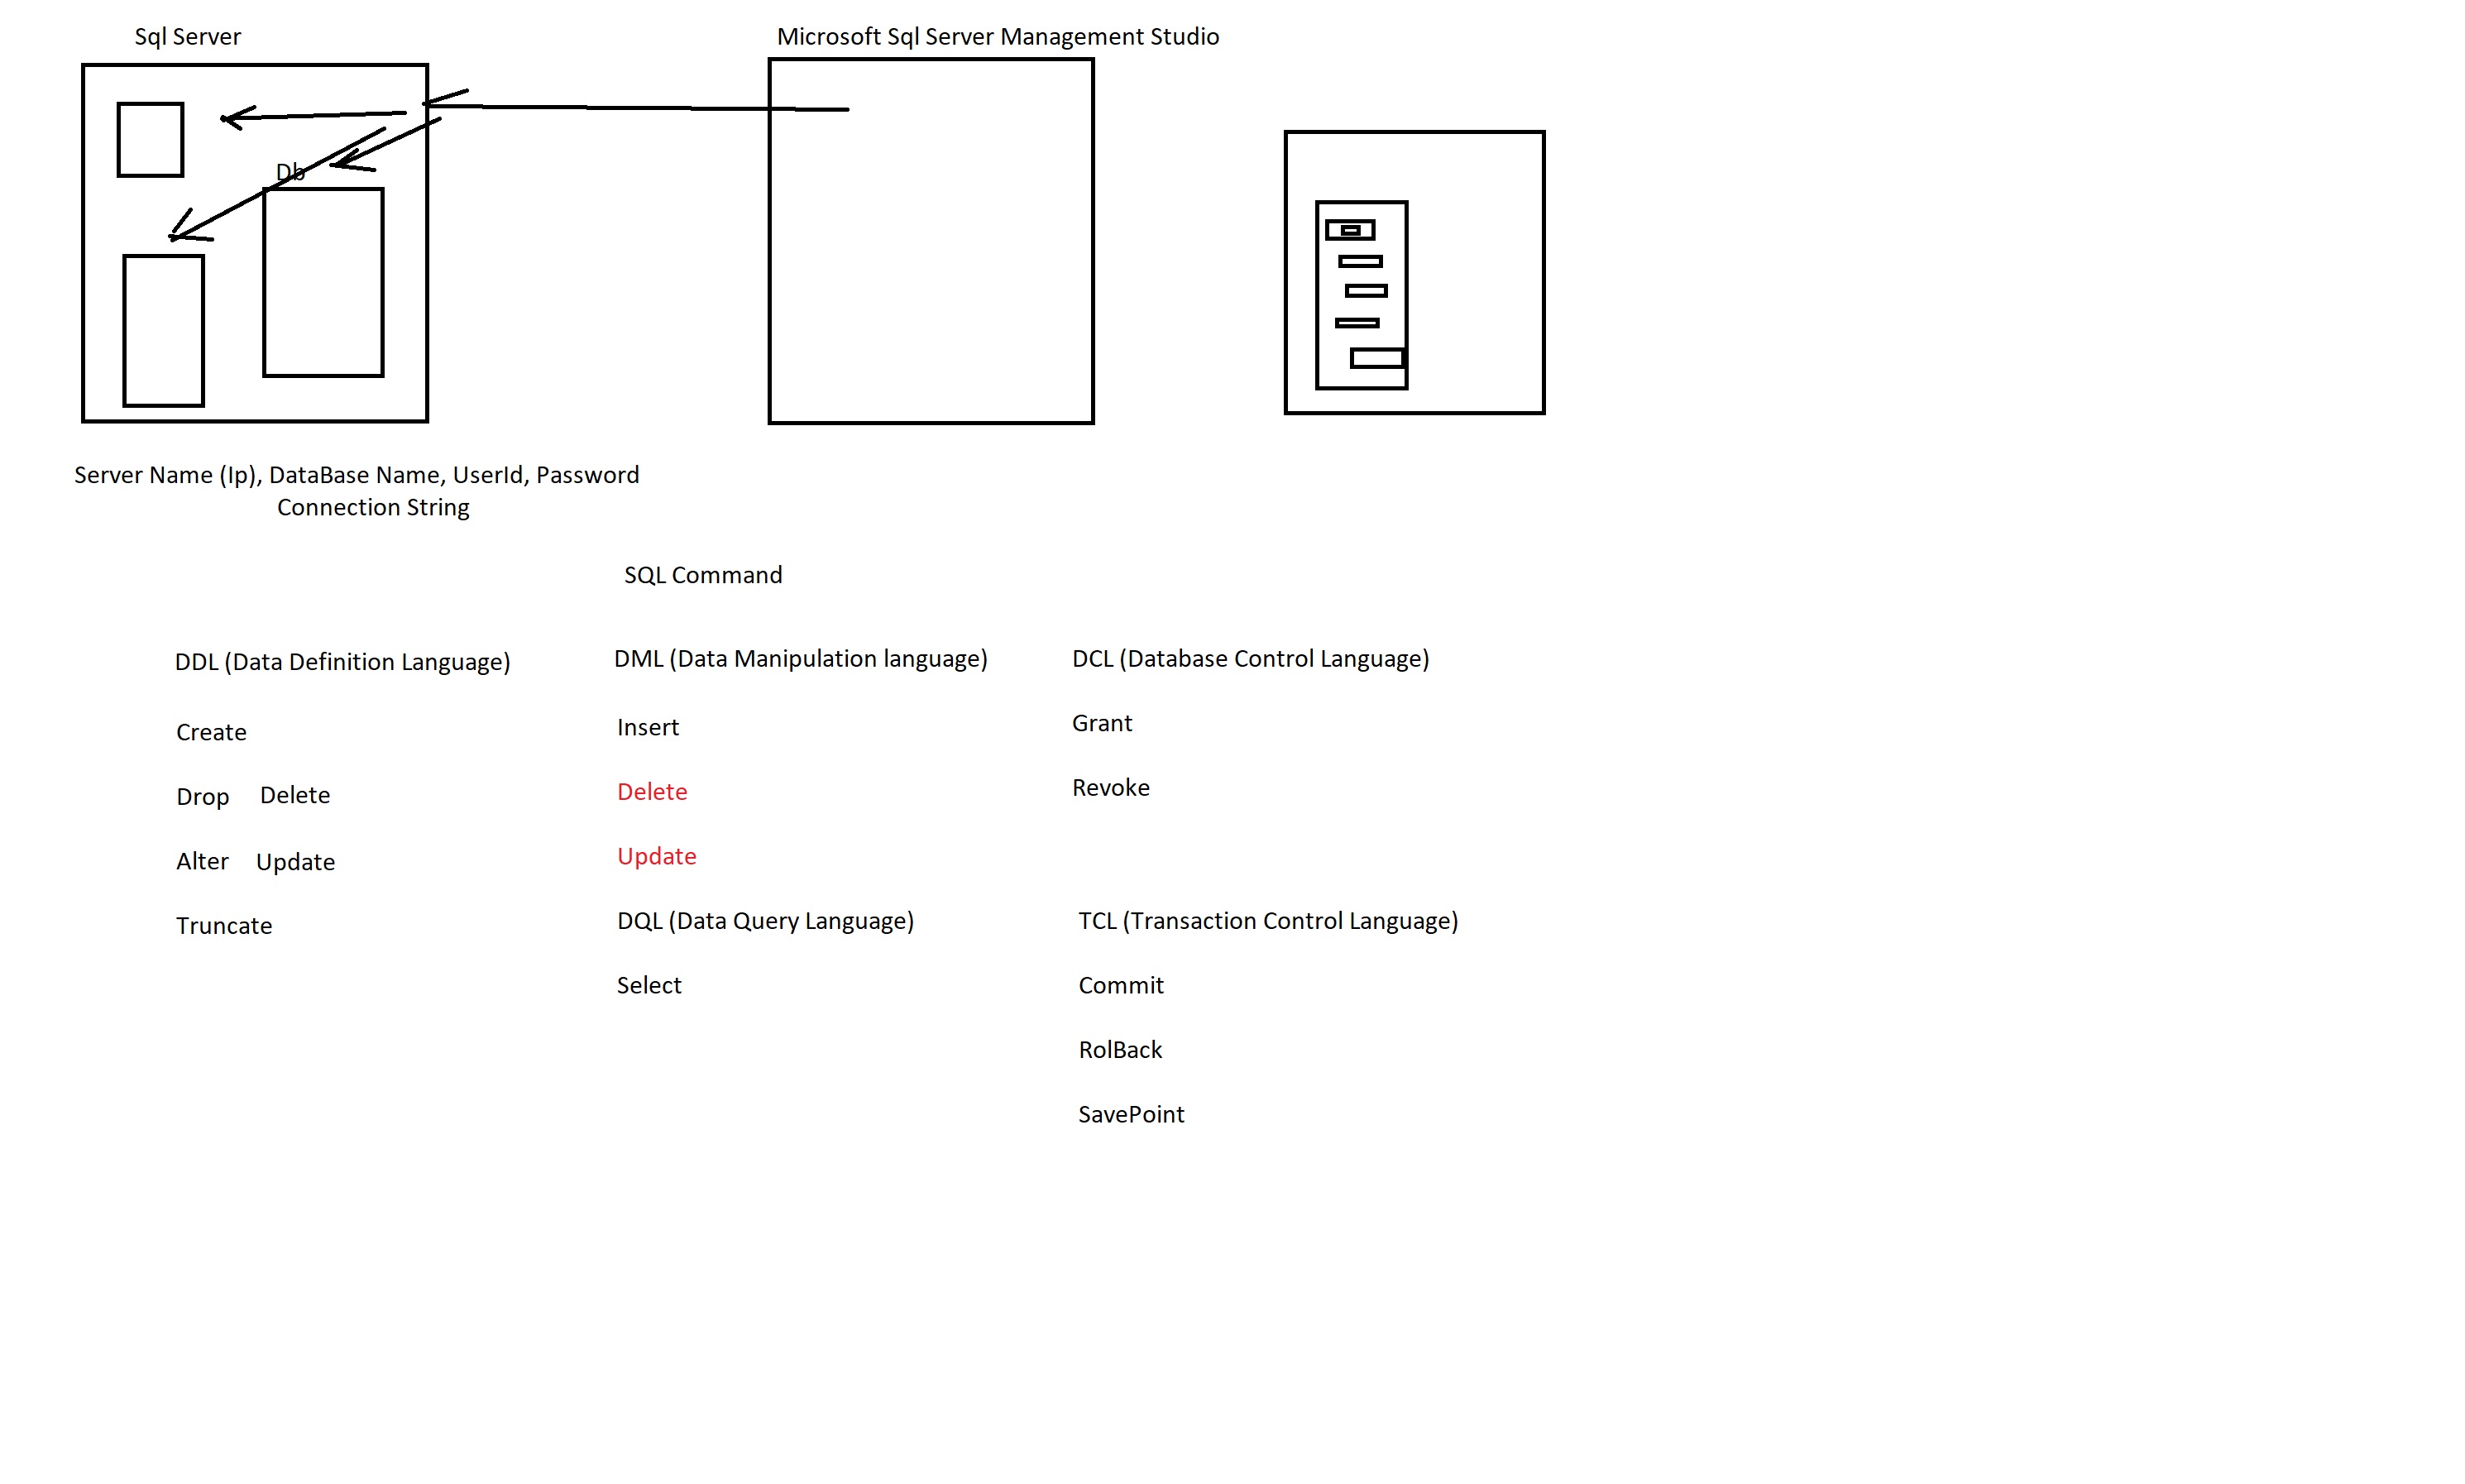 Sql Server
Microsoft Sql Server Management Studio
Db
Server Name (Ip), DataBase Name, UserId, Password
Connection String
SQL Command
DDL (Data Definition Language)
Create
Drop Delete
Alter Update
Truncate
DML (Data Manipulation language)
Insert
Delete
Update
DQL (Data Query Language)
Select
DCL (Database Control Language)
Grant
Revoke
TCL (Transaction Control Language)
Commit
RolBack
SavePoint